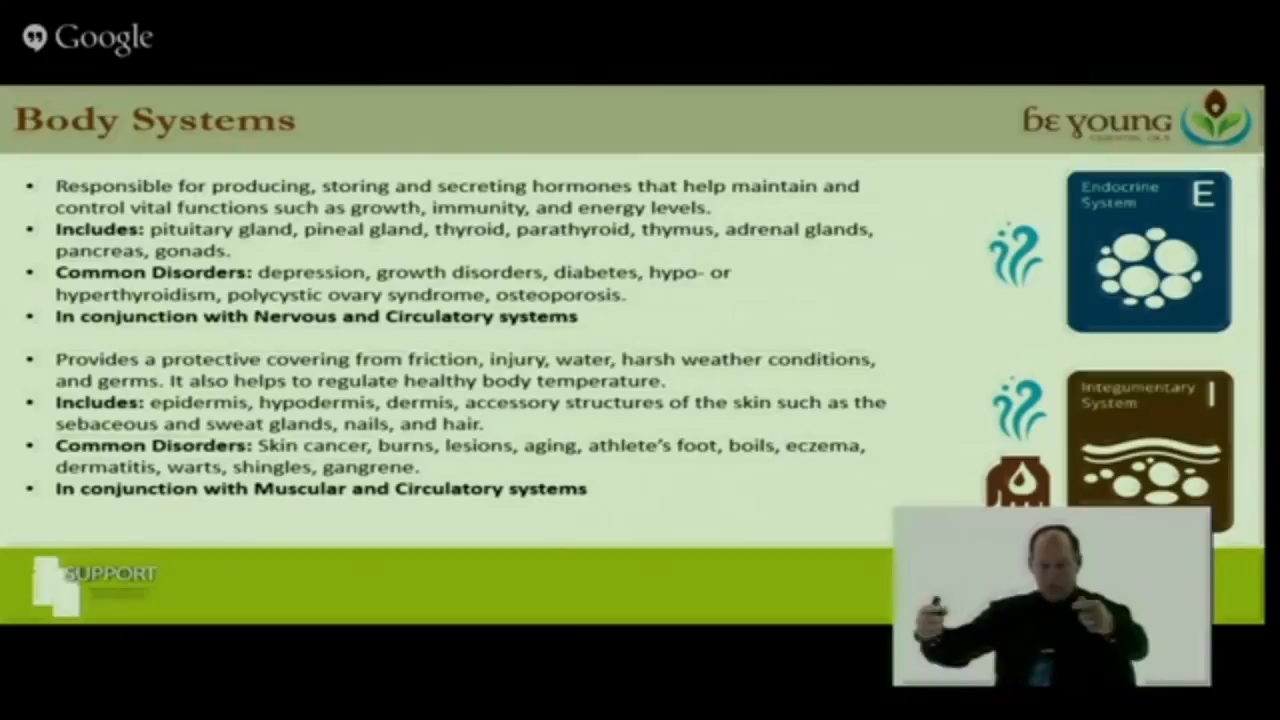 Google
Body Systems
be young
ESSENTIAL OILS
• Responsible for producing, storing and secreting hormones that help maintain and
control vital functions such as growth, immunity, and energy levels.
• Includes: pituitary gland, pineal gland, thyroid, parathyroid, thymus, adrenal glands,
pancreas, gonads.
• Common Disorders: depression, growth disorders, diabetes, hypo- or
hyperthyroidism, polycystic ovary syndrome, osteoporosis.
• In conjunction with Nervous and Circulatory systems
Endocrine
System
E
• Provides a protective covering from friction, injury, water, harsh weather conditions,
and germs. It also helps to regulate healthy body temperature.
• Includes: epidermis, hypodermis, dermis, accessory structures of the skin such as the
sebaceous and sweat glands, nails, and hair.
• Common Disorders: Skin cancer, burns, lesions, aging, athlete's foot, boils, eczema,
dermatitis, warts, shingles, gangrene.
• In conjunction with Muscular and Circulatory systems
Integumentary
System
I
SUPPORT